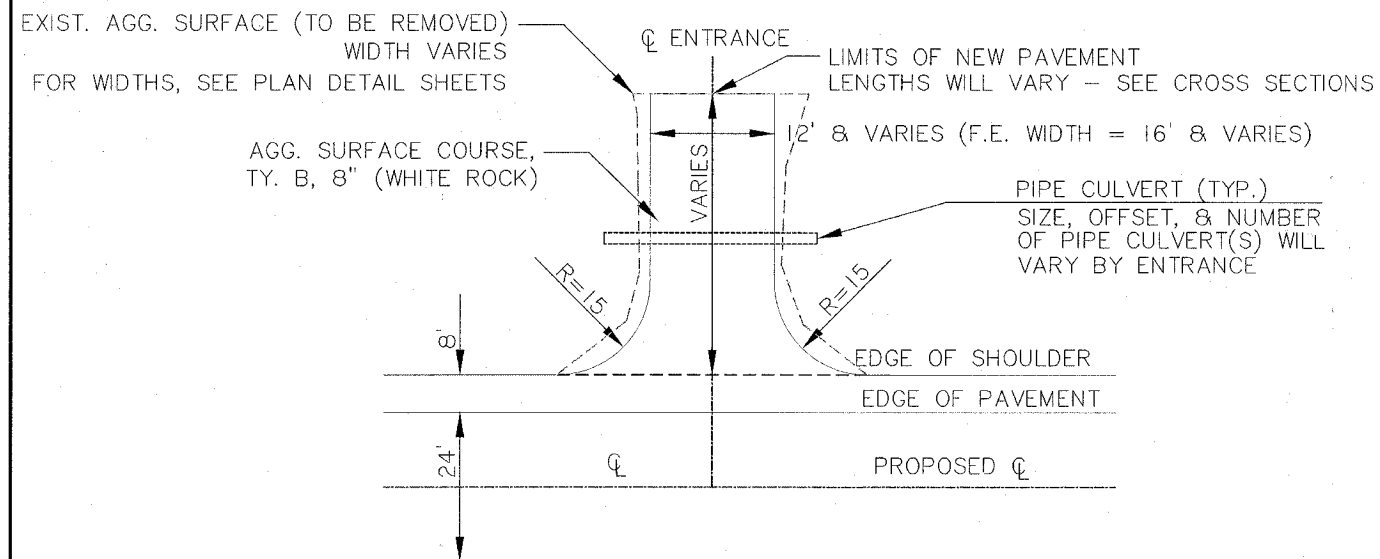 EXIST. AGG. SURFACE (TO BE REMOVED)
WIDTH VARIES
FOR WIDTHS, SEE PLAN DETAIL SHEETS
℄ ENTRANCE
LIMITS OF NEW PAVEMENT
LENGTHS WILL VARY – SEE CROSS SECTIONS
12' & VARIES (F.E. WIDTH = 16' & VARIES)
AGG. SURFACE COURSE,
TY. B, 8" (WHITE ROCK)
VARIES
PIPE CULVERT (TYP.)
SIZE, OFFSET, & NUMBER
OF PIPE CULVERT(S) WILL
VARY BY ENTRANCE
R=15
R=15
8'
EDGE OF SHOULDER
EDGE OF PAVEMENT
24'
℄
PROPOSED ℄